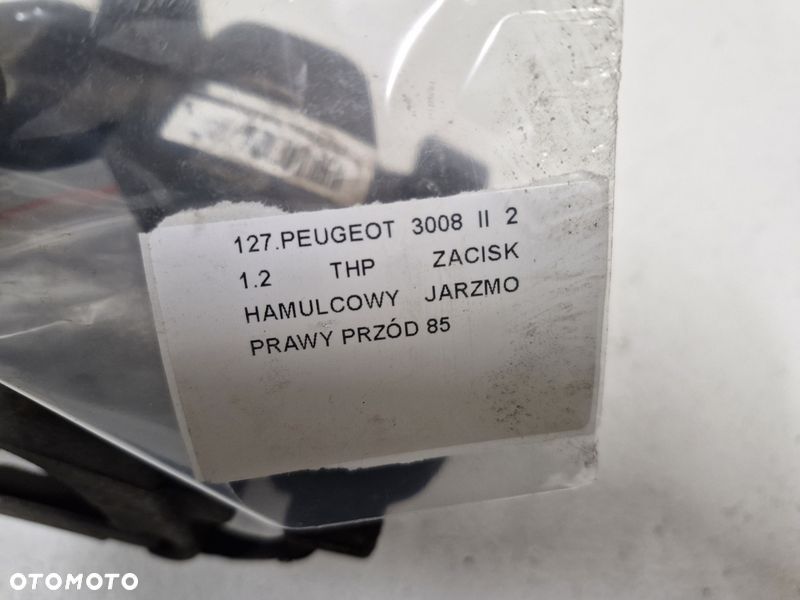 127.PEUGEOT 3008 II 2
1.2 THP ZACISK
HAMULCOWY JARZMO
PRAWY PRZÓD 85
OTOMOTO